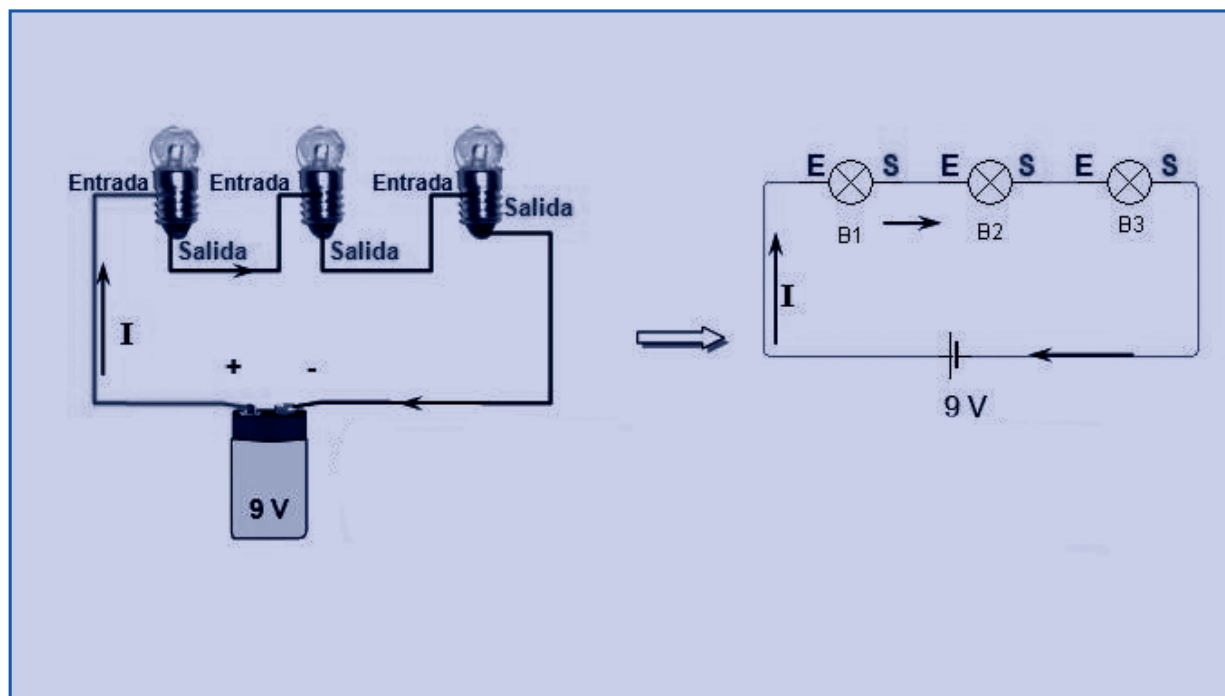 Entrada
Entrada
Entrada
Salida
Salida
Salida
I
+ -
9 V
E S E S E S
B1 B2 B3
I
9 V